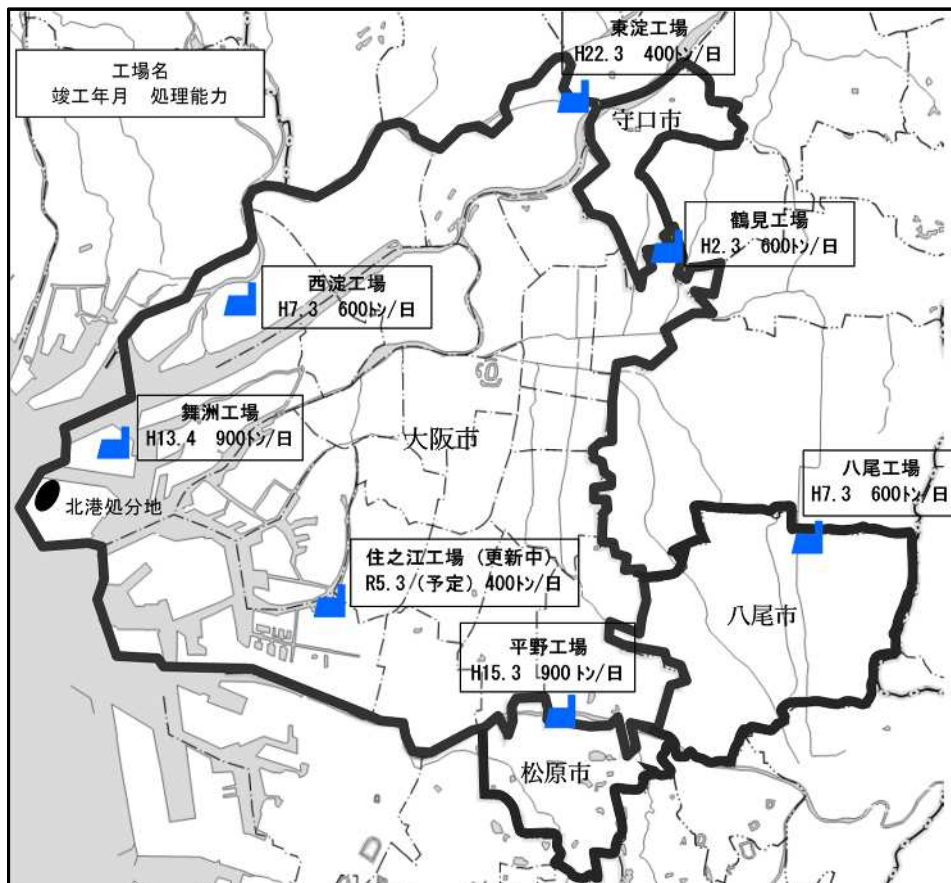 工場名
竣工年月 処理能力
東淀工場
H22.3 400トン/日
守口市
鶴見工場
H2.3 600トン/日
西淀工場
H7.3 600トン/日
舞洲工場
H13.4 900トン/日
大阪市
北港処分地
八尾工場
H7.3 600トン/日
住之江工場（更新中）
R5.3（予定）400トン/日
八尾市
平野工場
H15.3 900トン/日
松原市